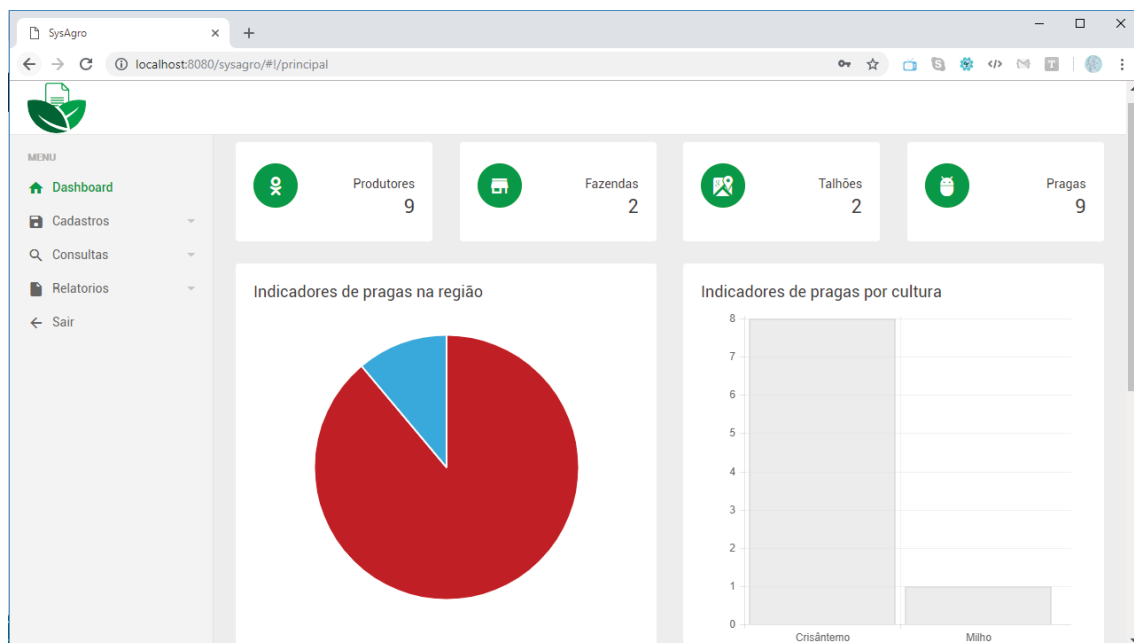 SysAgro
localhost:8080/sysagro/#!/principal
MENU
Dashboard
Cadastros
Consultas
Relatorios
Sair
Produtores
9
Fazendas
2
Talhões
2
Pragas
9
Indicadores de pragas na região
Indicadores de pragas por cultura
8
7
6
5
4
3
2
1
0
Crisântemo
Milho